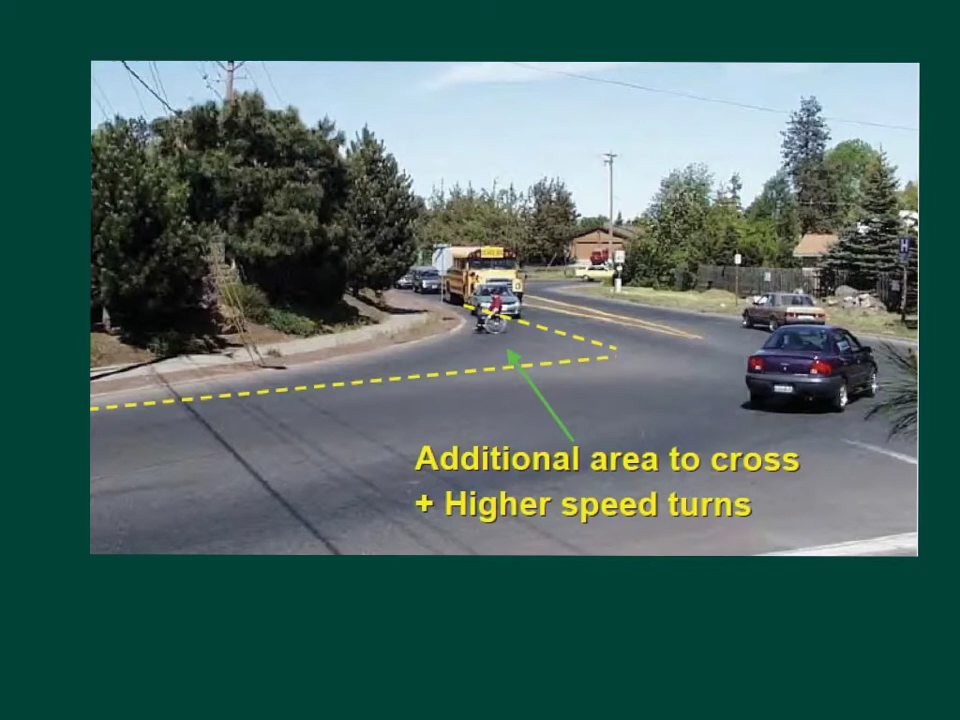 Additional area to cross
+ Higher speed turns